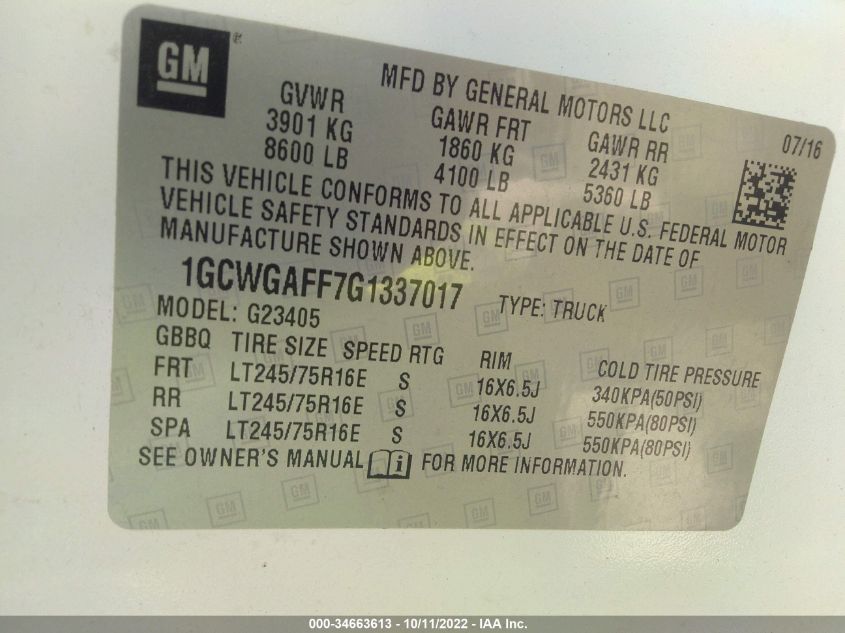 GM®
MFD BY GENERAL MOTORS LLC
07/16
GVWR GAWR FRT GAWR RR
3901 KG 1860 KG 2431 KG
8600 LB 4100 LB 5360 LB
THIS VEHICLE CONFORMS TO ALL APPLICABLE U.S. FEDERAL MOTOR
VEHICLE SAFETY STANDARDS IN EFFECT ON THE DATE OF
MANUFACTURE SHOWN ABOVE.
1GCWGAFF7G1337017 TYPE: TRUCK
MODEL: G23405
GBBQ TIRE SIZE SPEED RTG RIM COLD TIRE PRESSURE
FRT LT245/75R16E S 16X6.5J 340KPA(50PSI)
RR LT245/75R16E S 16X6.5J 550KPA(80PSI)
SPA LT245/75R16E S 16X6.5J 550KPA(80PSI)
SEE OWNER'S MANUAL i FOR MORE INFORMATION.
000-34663613 - 10/11/2022 - IAA Inc.